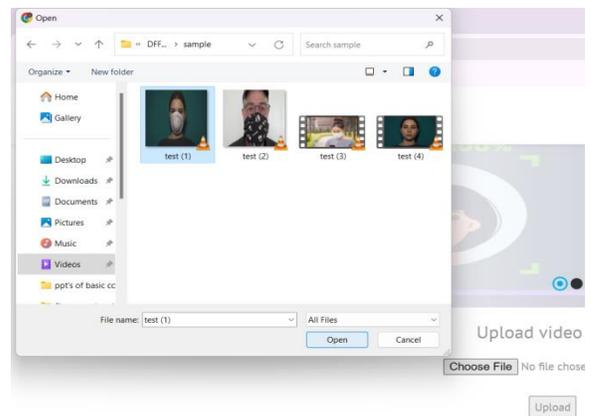 Open
« DFF... › sample
Search sample
Organize
New folder
Home
Gallery
Desktop
Downloads
Documents
Pictures
Music
Videos
ppt's of basic cc
test (1)
test (2)
test (3)
test (4)
File name: test (1)
All Files
Open
Cancel
Upload video
Choose File No file chose
Upload